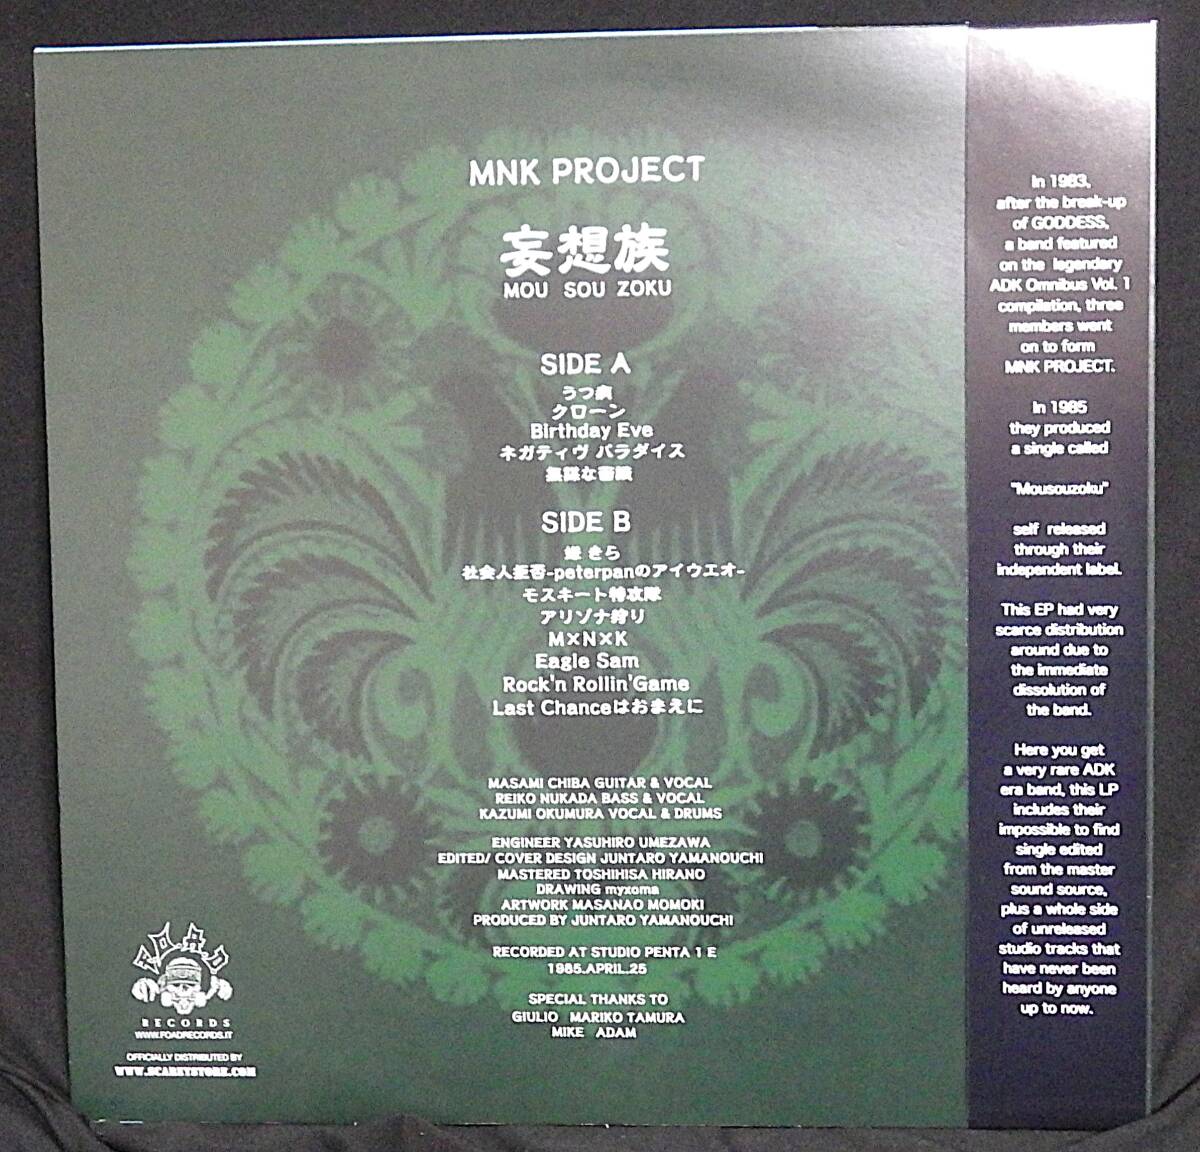 MNK PROJECT
妄想族
MOU SOU ZOKU
SIDE A
うつ病
クローン
Birthday Eve
ネガティヴ パラダイス
無謀な
SIDE B
きら
社会人拒否-peterpanのアイウエオ-
モスキート特攻隊
アリゾナ狩り
M×N×K
Eagle Sam
Rock'n Rollin'Game
Last Chanceはおまえに
MASAMI CHIBA GUITAR & VOCAL
REIKO NUKADA BASS & VOCAL
KAZUMI OKUMURA VOCAL & DRUMS
ENGINEER YASUHIRO UMEZAWA
EDITED/ COVER DESIGN JUNTARO YAMANOUCHI
MASTERED TOSHIHISA HIRANO
DRAWING myxoma
ARTWORK MASANAO MOMOKI
PRODUCED BY JUNTARO YAMANOUCHI
RECORDED AT STUDIO PENTA 1 E
1985.APRIL.25
SPECIAL THANKS TO
GIULIO MARIKO TAMURA
MIKE ADAM
FOAD
RECORDS
WWW.FOADRECORDS.IT
OFFICIALLY DISTRIBUTED BY
WWW.SCAREYSTORE.COM
In 1983,
after the break-up
of GODDESS,
a band featured
on the legendary
ADK Omnibus Vol. 1
compilation, three
members went
on to form
MNK PROJECT.
In 1985
they produced
a single called
"Mousouzoku"
self released
through their
independent label.
This EP had very
scarce distribution
around due to
the immediate
dissolution of
the band.
Here you get
a very rare ADK
era band, this LP
includes their
impossible to find
single edited
from the master
sound source,
plus a whole side
of unreleased
studio tracks that
have never been
heard by anyone
up to now.